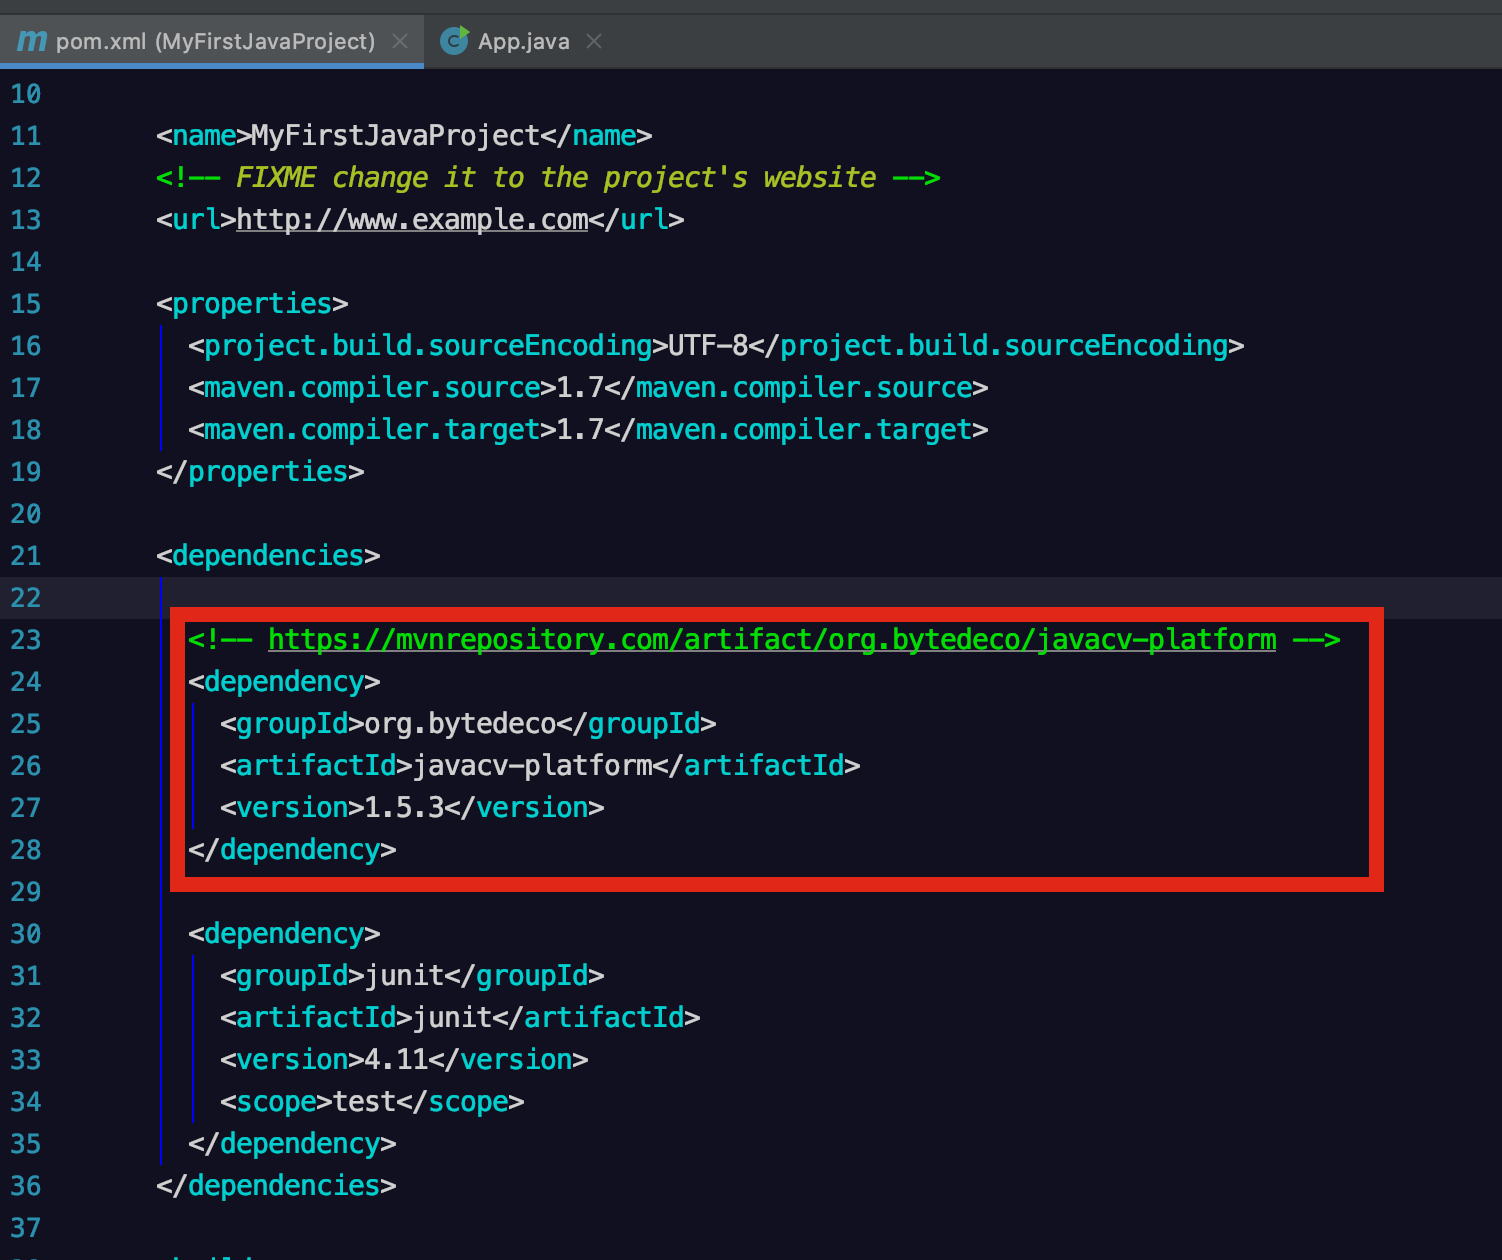 pom.xml (MyFirstJavaProject) App.java
10
11 <name>MyFirstJavaProject</name>
12 <!-- FIXME change it to the project's website -->
13 <url>http://www.example.com</url>
14
15 <properties>
16 <project.build.sourceEncoding>UTF-8</project.build.sourceEncoding>
17 <maven.compiler.source>1.7</maven.compiler.source>
18 <maven.compiler.target>1.7</maven.compiler.target>
19 </properties>
20
21 <dependencies>
22
23 <!-- https://mvnrepository.com/artifact/org.bytedeco/javacv-platform -->
24 <dependency>
25 <groupId>org.bytedeco</groupId>
26 <artifactId>javacv-platform</artifactId>
27 <version>1.5.3</version>
28 </dependency>
29
30 <dependency>
31 <groupId>junit</groupId>
32 <artifactId>junit</artifactId>
33 <version>4.11</version>
34 <scope>test</scope>
35 </dependency>
36 </dependencies>
37